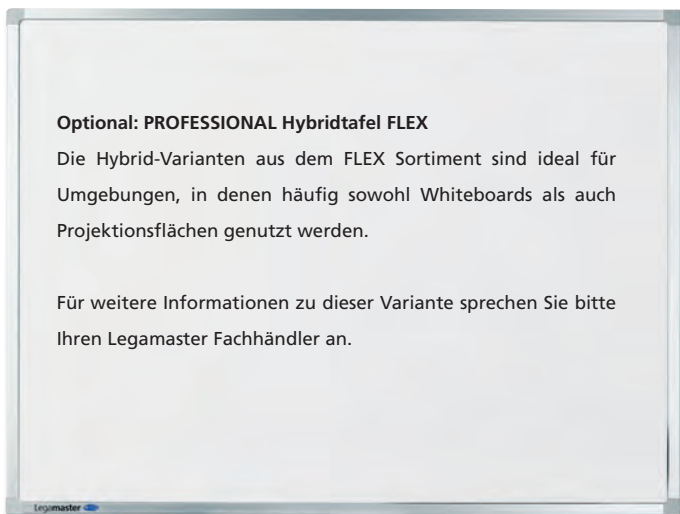 Optional: PROFESSIONAL Hybridtafel FLEX
Die Hybrid-Varianten aus dem FLEX Sortiment sind ideal für
Umgebungen, in denen häufig sowohl Whiteboards als auch
Projektionsflächen genutzt werden.
Für weitere Informationen zu dieser Variante sprechen Sie bitte
Ihren Legamaster Fachhändler an.
Legamaster